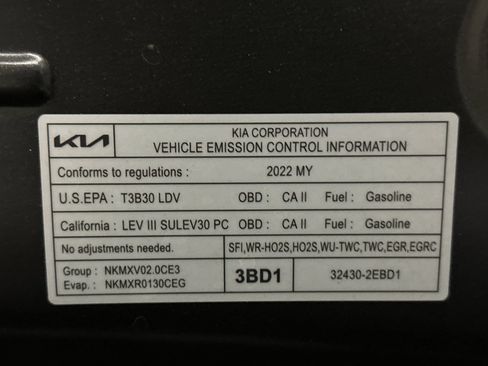 KIA KIA CORPORATION
VEHICLE EMISSION CONTROL INFORMATION
Conforms to regulations : 2022 MY
U.S.EPA : T3B30 LDV OBD : CA II Fuel : Gasoline
California : LEV III SULEV30 PC OBD : CA II Fuel : Gasoline
No adjustments needed. SFI,WR-HO2S,HO2S,WU-TWC,TWC,EGR,EGRC
Group : NKMXV02.0CE3 3BD1 32430-2EBD1
Evap. : NKMXR0130CEG